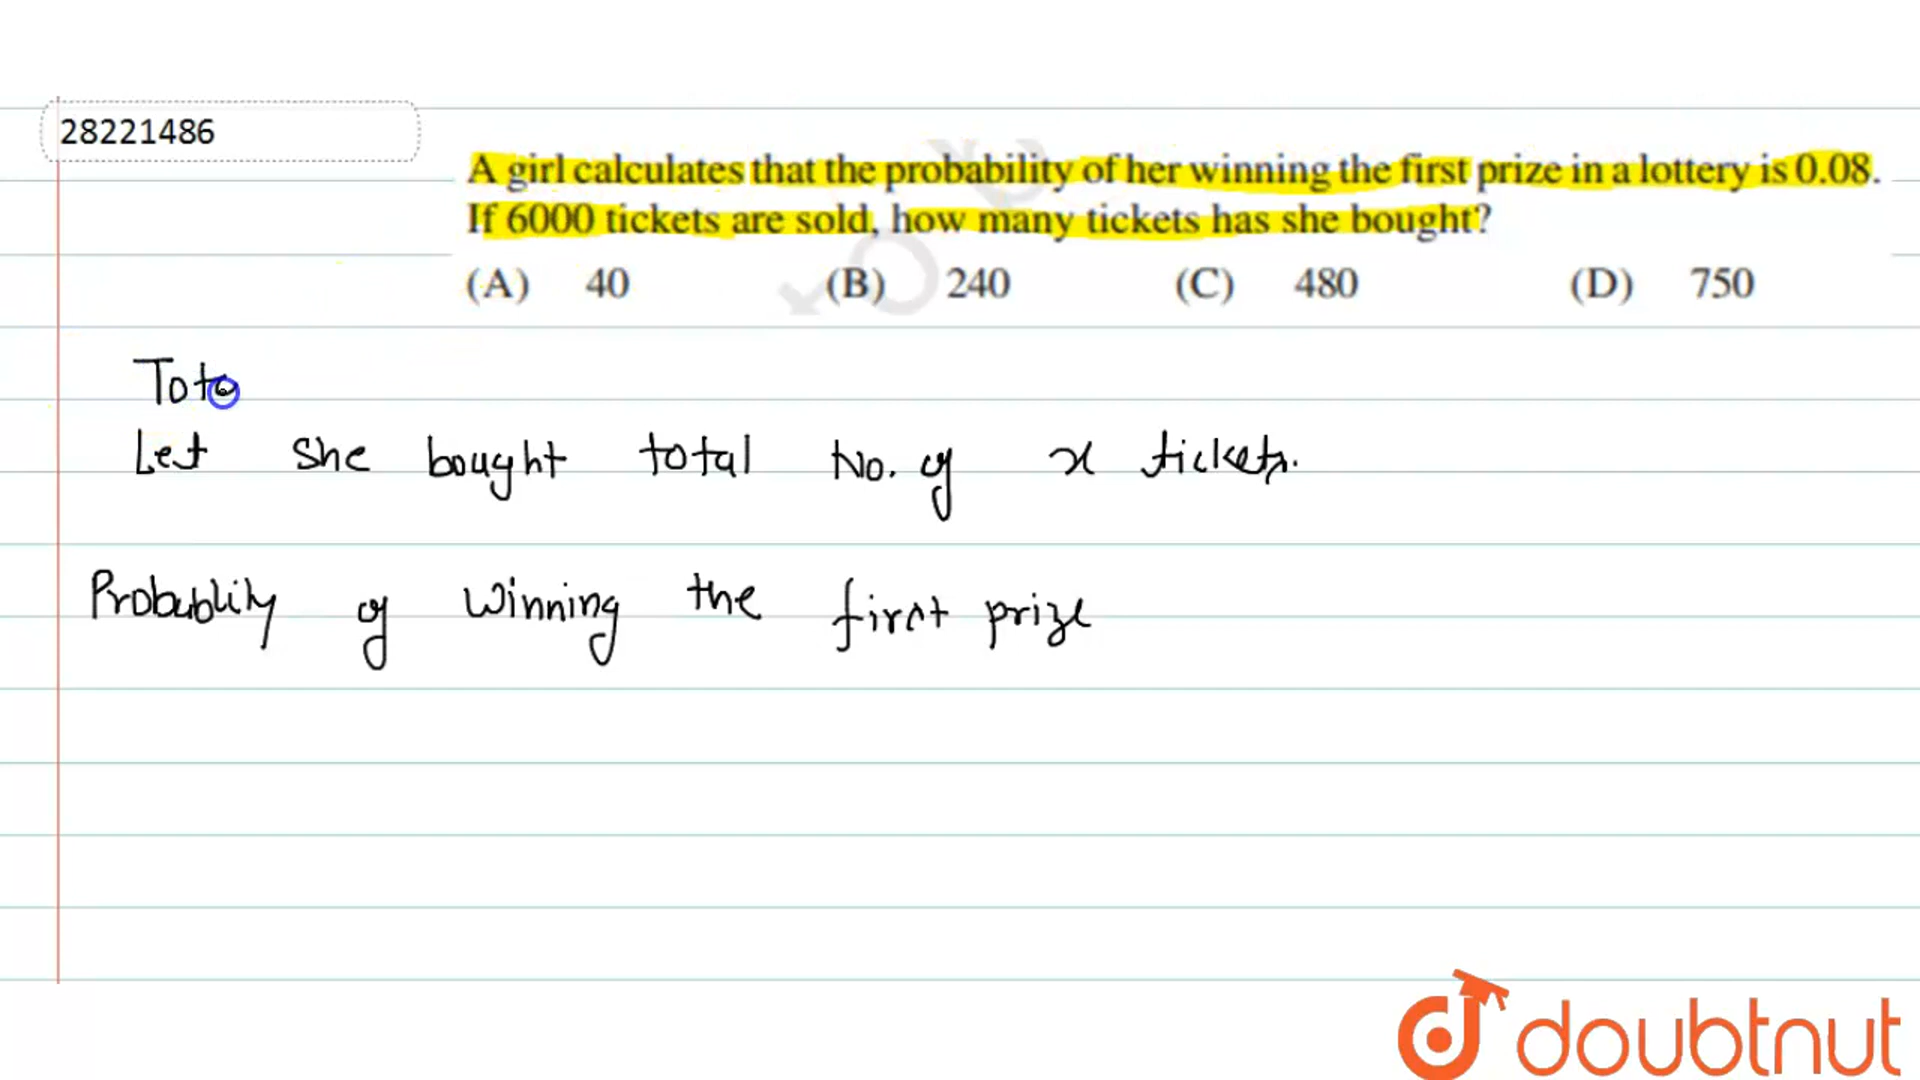 28221486
A girl calculates that the probability of her winning the first prize in a lottery is 0.08.
If 6000 tickets are sold, how many tickets has she bought?
(A) 40 (B) 240 (C) 480 (D) 750
Tota
Let she bought total No. of x tickets.
Probablity of winning the first prize
doubtnut